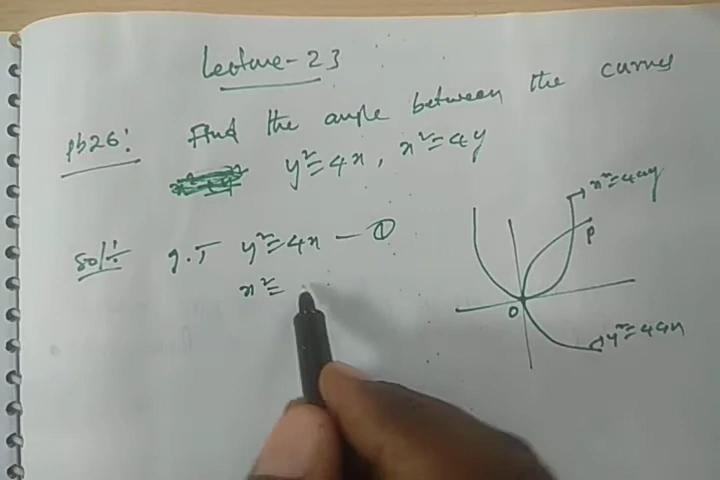 Lecture-23
Pb26: Find the angle between the curves
y²=4x, x²=4y
Sol/: g.T y²=4x — ①
x²=
x²=4ay
P
O
y²=4ax